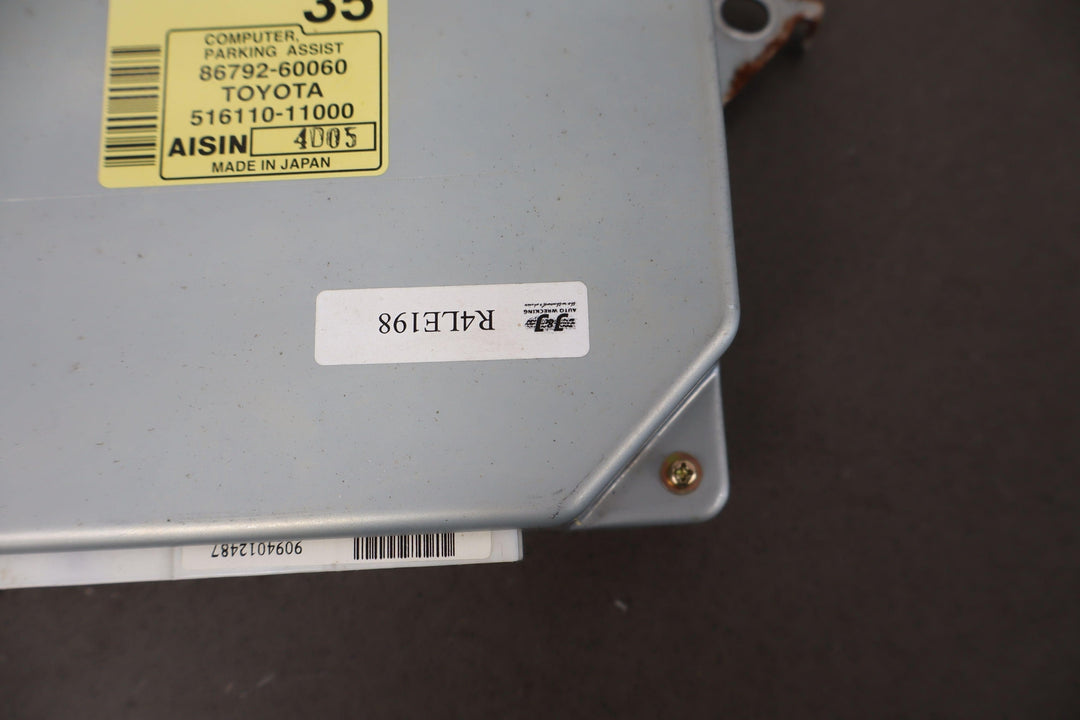 35
COMPUTER,
PARKING ASSIST
86792-60060
TOYOTA
516110-11000
AISIN 4D05
MADE IN JAPAN
J&J
AUTO WRECKING
R4LE198
9094012487